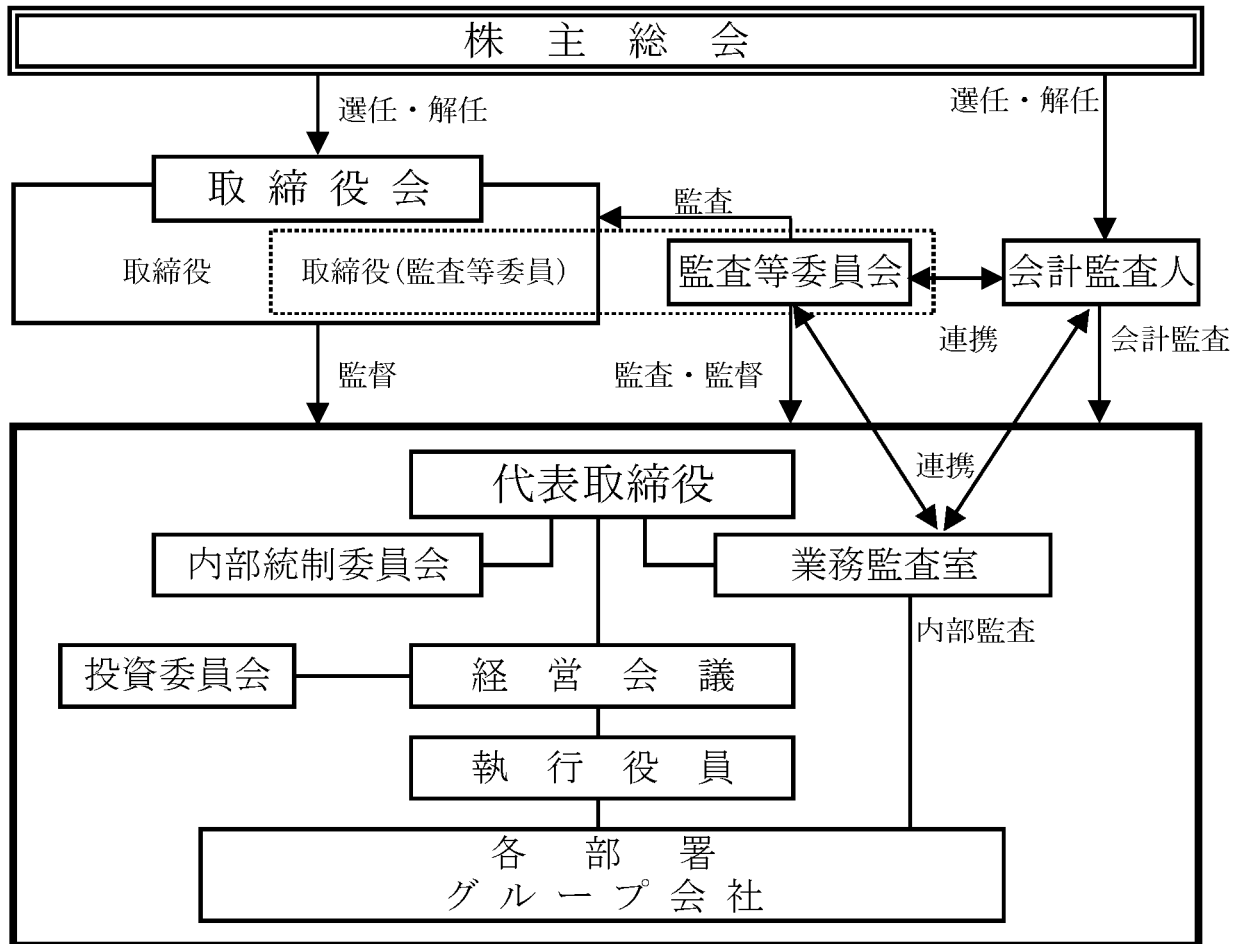 株主総会
選任・解任
選任・解任
取締役会
監査
取締役
取締役(監査等委員)
監査等委員会
会計監査人
連携
会計監査
監督
監査・監督
連携
代表取締役
内部統制委員会
業務監査室
内部監査
投資委員会
経営会議
執行役員
各部署
グループ会社